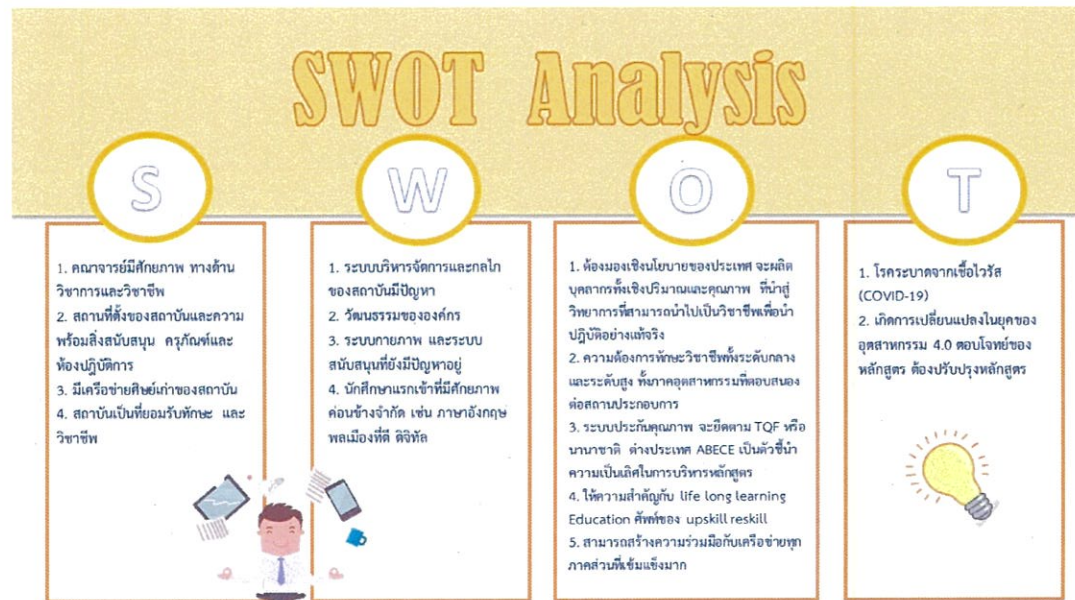 SWOT Analysis
S
1. คณาจารย์มีศักยภาพ ทางด้าน
วิชาการและวิชาชีพ
2. สถานที่ตั้งของสถาบันและความ
พร้อมสิ่งสนับสนุน ครุภัณฑ์และ
ห้องปฏิบัติการ
3. มีเครือข่ายศิษย์เก่าของสถาบัน
4. สถาบันเป็นที่ยอมรับทักษะ และ
วิชาชีพ
W
1. ระบบบริหารจัดการและกลไก
ของสถาบันมีปัญหา
2. วัฒนธรรมขององค์กร
3. ระบบกายภาพ และระบบ
สนับสนุนที่ยังมีปัญหาอยู่
4. นักศึกษาแรกเข้าที่มีศักยภาพ
ค่อนข้างจำกัด เช่น ภาษาอังกฤษ
พลเมืองที่ดี ดิจิทัล
O
1. ต้องมองเชิงนโยบายของประเทศ จะผลิต
บุคลากรทั้งเชิงปริมาณและคุณภาพ ที่นำสู่
วิทยาการที่สามารถนำไปเป็นวิชาชีพเพื่อนำ
ปฏิบัติอย่างแท้จริง
2. ความต้องการทักษะวิชาชีพทั้งระดับกลาง
และระดับสูง ทั้งภาคอุตสาหกรรมที่ตอบสนอง
ต่อสถานประกอบการ
3. ระบบประกันคุณภาพ จะยึดตาม TQF หรือ
นานาชาติ ต่างประเทศ ABECE เป็นตัวชี้นำ
ความเป็นเลิศในการบริหารหลักสูตร
4. ให้ความสำคัญกับ life long learning
Education ศัพท์ของ upskill reskill
5. สามารถสร้างความร่วมมือกับเครือข่ายทุก
ภาคส่วนที่เข้มแข็งมาก
T
1. โรคระบาดจากเชื้อไวรัส
(COVID-19)
2. เกิดการเปลี่ยนแปลงในยุคของ
อุตสาหกรรม 4.0 ตอบโจทย์ของ
หลักสูตร ต้องปรับปรุงหลักสูตร